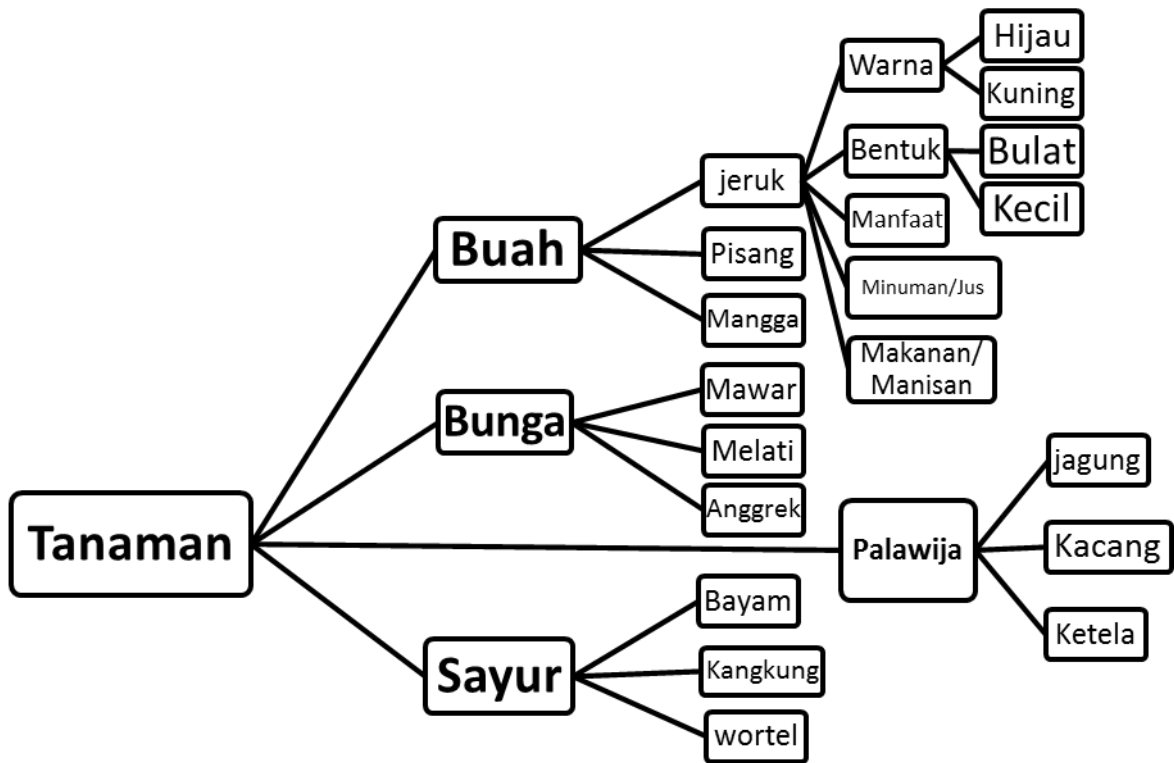 Tanaman
Buah
jeruk
Warna
Hijau
Kuning
Bentuk
Bulat
Kecil
Manfaat
Minuman/Jus
Makanan/
Manisan
Pisang
Mangga
Bunga
Mawar
Melati
Anggrek
Palawija
jagung
Kacang
Ketela
Sayur
Bayam
Kangkung
wortel